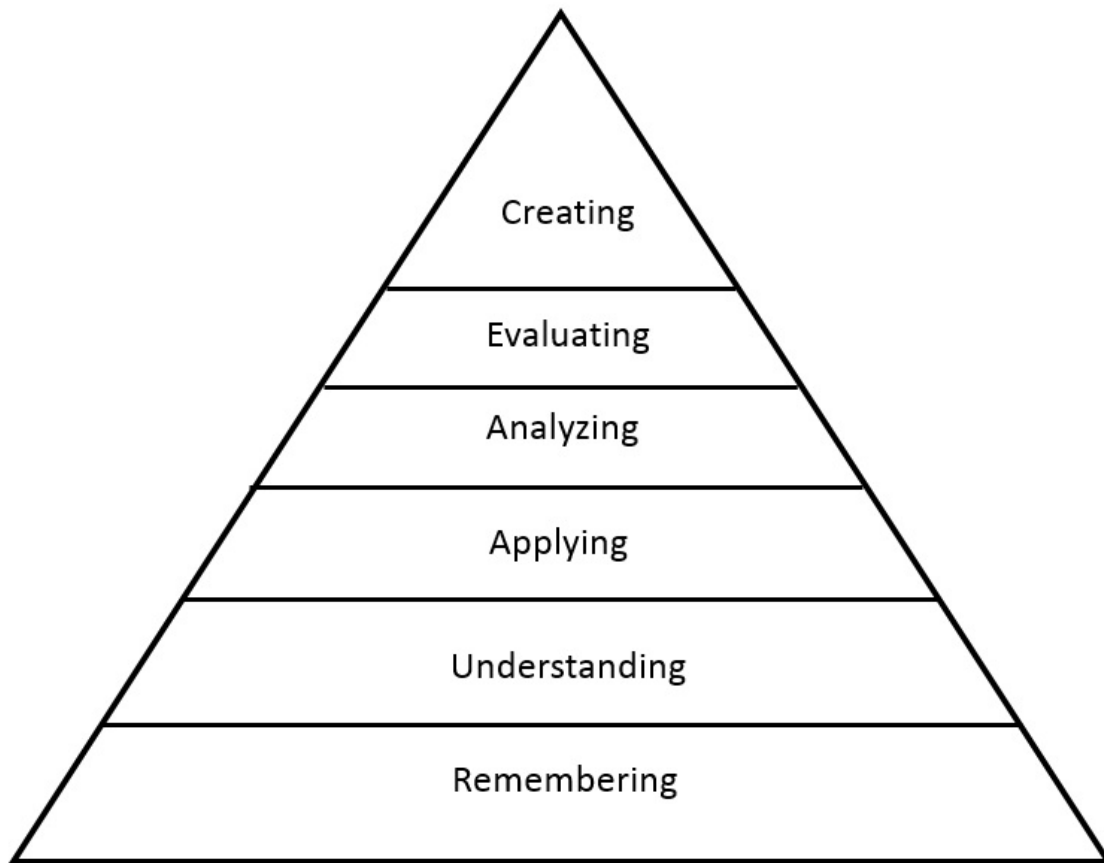 Creating
Evaluating
Analyzing
Applying
Understanding
Remembering